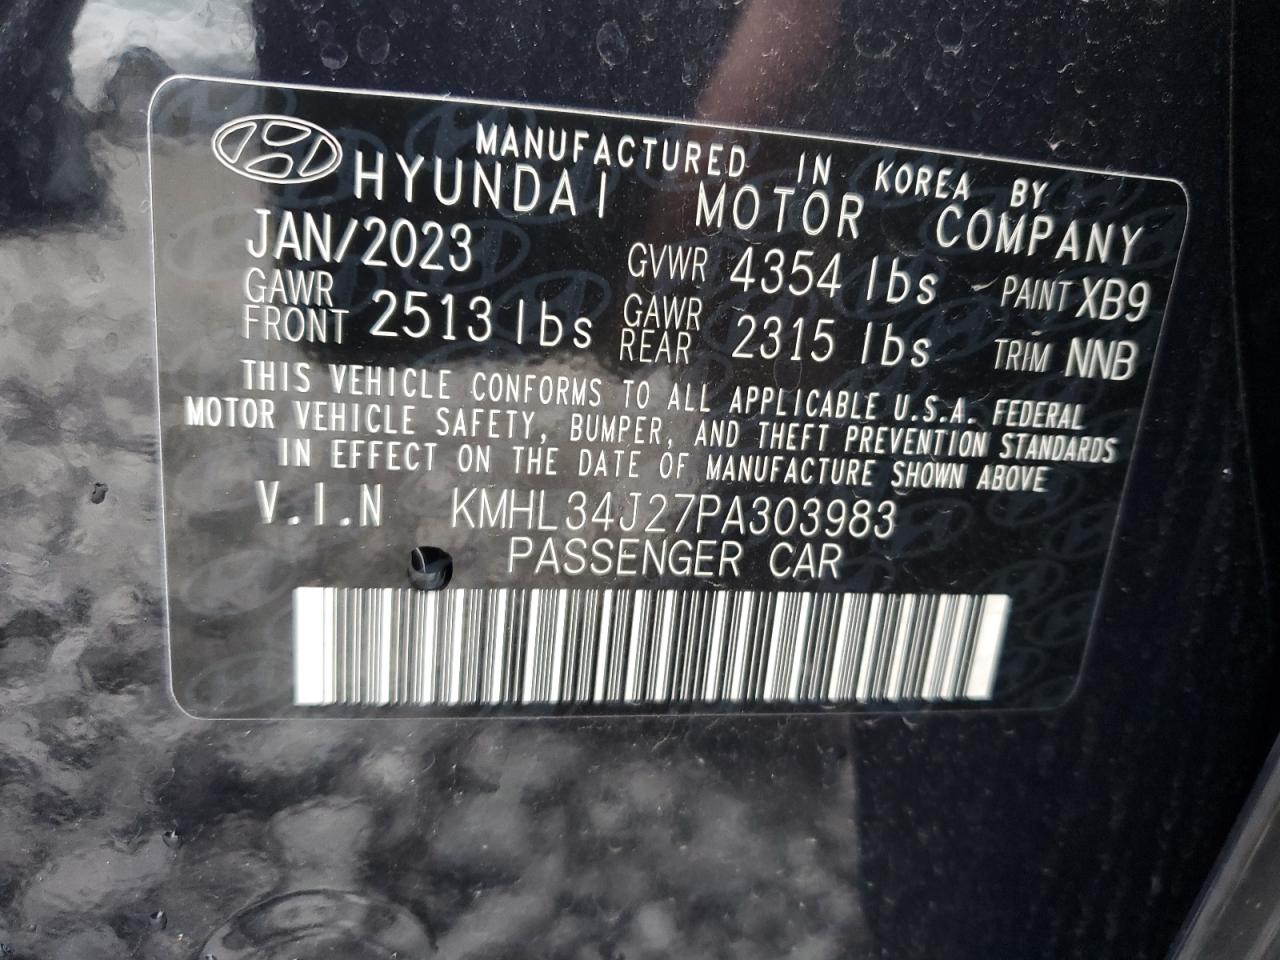 MANUFACTURED IN KOREA BY
HYUNDAI MOTOR COMPANY
JAN/2023 GVWR 4354 lbs PAINT XB9
GAWR FRONT 2513 lbs GAWR REAR 2315 lbs TRIM NNB
THIS VEHICLE CONFORMS TO ALL APPLICABLE U.S.A. FEDERAL
MOTOR VEHICLE SAFETY, BUMPER, AND THEFT PREVENTION STANDARDS
IN EFFECT ON THE DATE OF MANUFACTURE SHOWN ABOVE
V.I.N KMHL34J27PA303983
PASSENGER CAR